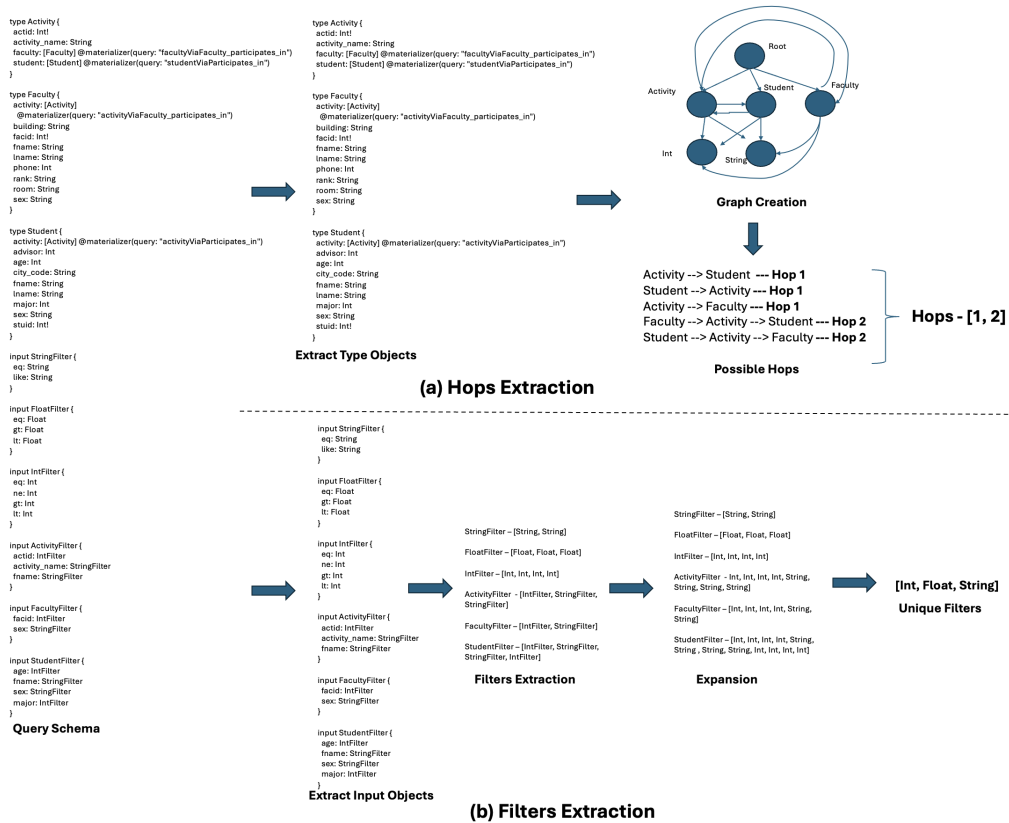 type Activity {
actid: Int!
activity_name: String
faculty: [Faculty] @materializer(query: "facultyViaFaculty_participates_in")
student: [Student] @materializer(query: "studentViaParticipates_in")
}
type Faculty {
activity: [Activity]
@materializer(query: "activityViaFaculty_participates_in")
building: String
facid: Int!
fname: String
lname: String
phone: Int
rank: String
room: String
sex: String
}
type Student {
activity: [Activity] @materializer(query: "activityViaParticipates_in")
advisor: Int
age: Int
city_code: String
fname: String
lname: String
major: Int
sex: String
stuid: Int!
}
input StringFilter {
eq: String
like: String
}
input FloatFilter {
eq: Float
gt: Float
lt: Float
}
input IntFilter {
eq: Int
ne: Int
gt: Int
lt: Int
}
input ActivityFilter {
actid: IntFilter
activity_name: StringFilter
fname: StringFilter
}
input FacultyFilter {
facid: IntFilter
sex: StringFilter
}
input StudentFilter {
age: IntFilter
fname: StringFilter
sex: StringFilter
major: IntFilter
}
Query Schema
type Activity {
actid: Int!
activity_name: String
faculty: [Faculty] @materializer(query: "facultyViaFaculty_participates_in")
student: [Student] @materializer(query: "studentViaParticipates_in")
}
type Faculty {
activity: [Activity]
@materializer(query: "activityViaFaculty_participates_in")
building: String
facid: Int!
fname: String
lname: String
phone: Int
rank: String
room: String
sex: String
}
type Student {
activity: [Activity] @materializer(query: "activityViaParticipates_in")
advisor: Int
age: Int
city_code: String
fname: String
lname: String
major: Int
sex: String
stuid: Int!
}
Extract Type Objects
Root
Activity
Student
Faculty
Int
String
Graph Creation
Activity --> Student --- Hop 1
Student --> Activity --- Hop 1
Activity --> Faculty --- Hop 1
Faculty --> Activity --> Student --- Hop 2
Student --> Activity --> Faculty --- Hop 2
Possible Hops
Hops - [1, 2]
(a) Hops Extraction
input StringFilter {
eq: String
like: String
}
input FloatFilter {
eq: Float
gt: Float
lt: Float
}
input IntFilter {
eq: Int
ne: Int
gt: Int
lt: Int
}
input ActivityFilter {
actid: IntFilter
activity_name: StringFilter
fname: StringFilter
}
input FacultyFilter {
facid: IntFilter
sex: StringFilter
}
input StudentFilter {
age: IntFilter
fname: StringFilter
sex: StringFilter
major: IntFilter
}
Extract Input Objects
StringFilter – [String, String]
FloatFilter – [Float, Float, Float]
IntFilter – [Int, Int, Int, Int]
ActivityFilter - [IntFilter, StringFilter,
StringFilter]
FacultyFilter – [IntFilter, StringFilter]
StudentFilter – [IntFilter, StringFilter,
StringFilter, IntFilter]
Filters Extraction
StringFilter – [String, String]
FloatFilter – [Float, Float, Float]
IntFilter – [Int, Int, Int, Int]
ActivityFilter - Int, Int, Int, Int, String,
String, String, String]
FacultyFilter – [Int, Int, Int, Int, String,
String]
StudentFilter – [Int, Int, Int, Int, String,
String , String, String, Int, Int, Int, Int]
Expansion
[Int, Float, String]
Unique Filters
(b) Filters Extraction